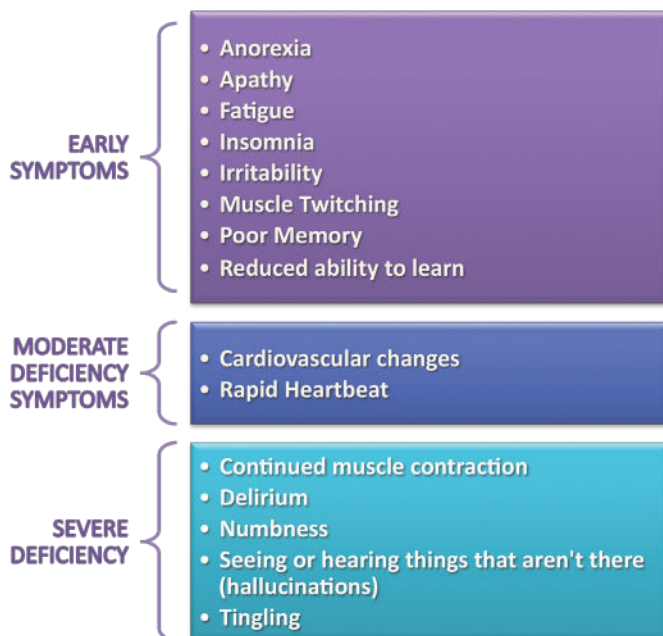 EARLY
SYMPTOMS
• Anorexia
• Apathy
• Fatigue
• Insomnia
• Irritability
• Muscle Twitching
• Poor Memory
• Reduced ability to learn
MODERATE
DEFICIENCY
SYMPTOMS
• Cardiovascular changes
• Rapid Heartbeat
SEVERE
DEFICIENCY
• Continued muscle contraction
• Delirium
• Numbness
• Seeing or hearing things that aren't there
(hallucinations)
• Tingling